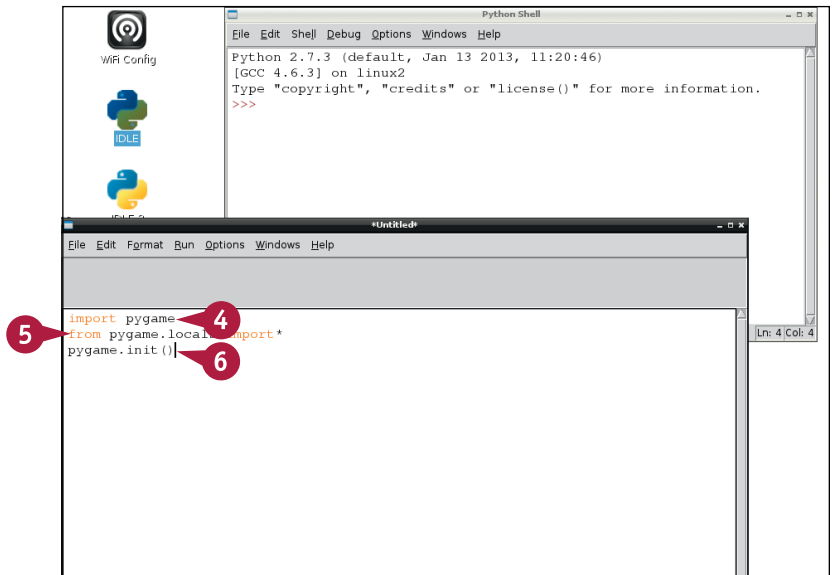 Python Shell
File Edit Shell Debug Options Windows Help
WiFi Config
Python 2.7.3 (default, Jan 13 2013, 11:20:46)
[GCC 4.6.3] on linux2
Type "copyright", "credits" or "license()" for more information.
>>>
IDLE
*Untitled*
File Edit Format Run Options Windows Help
import pygame
4
5
from pygame. import*
pygame.init()
6
Ln: 4 Col: 4